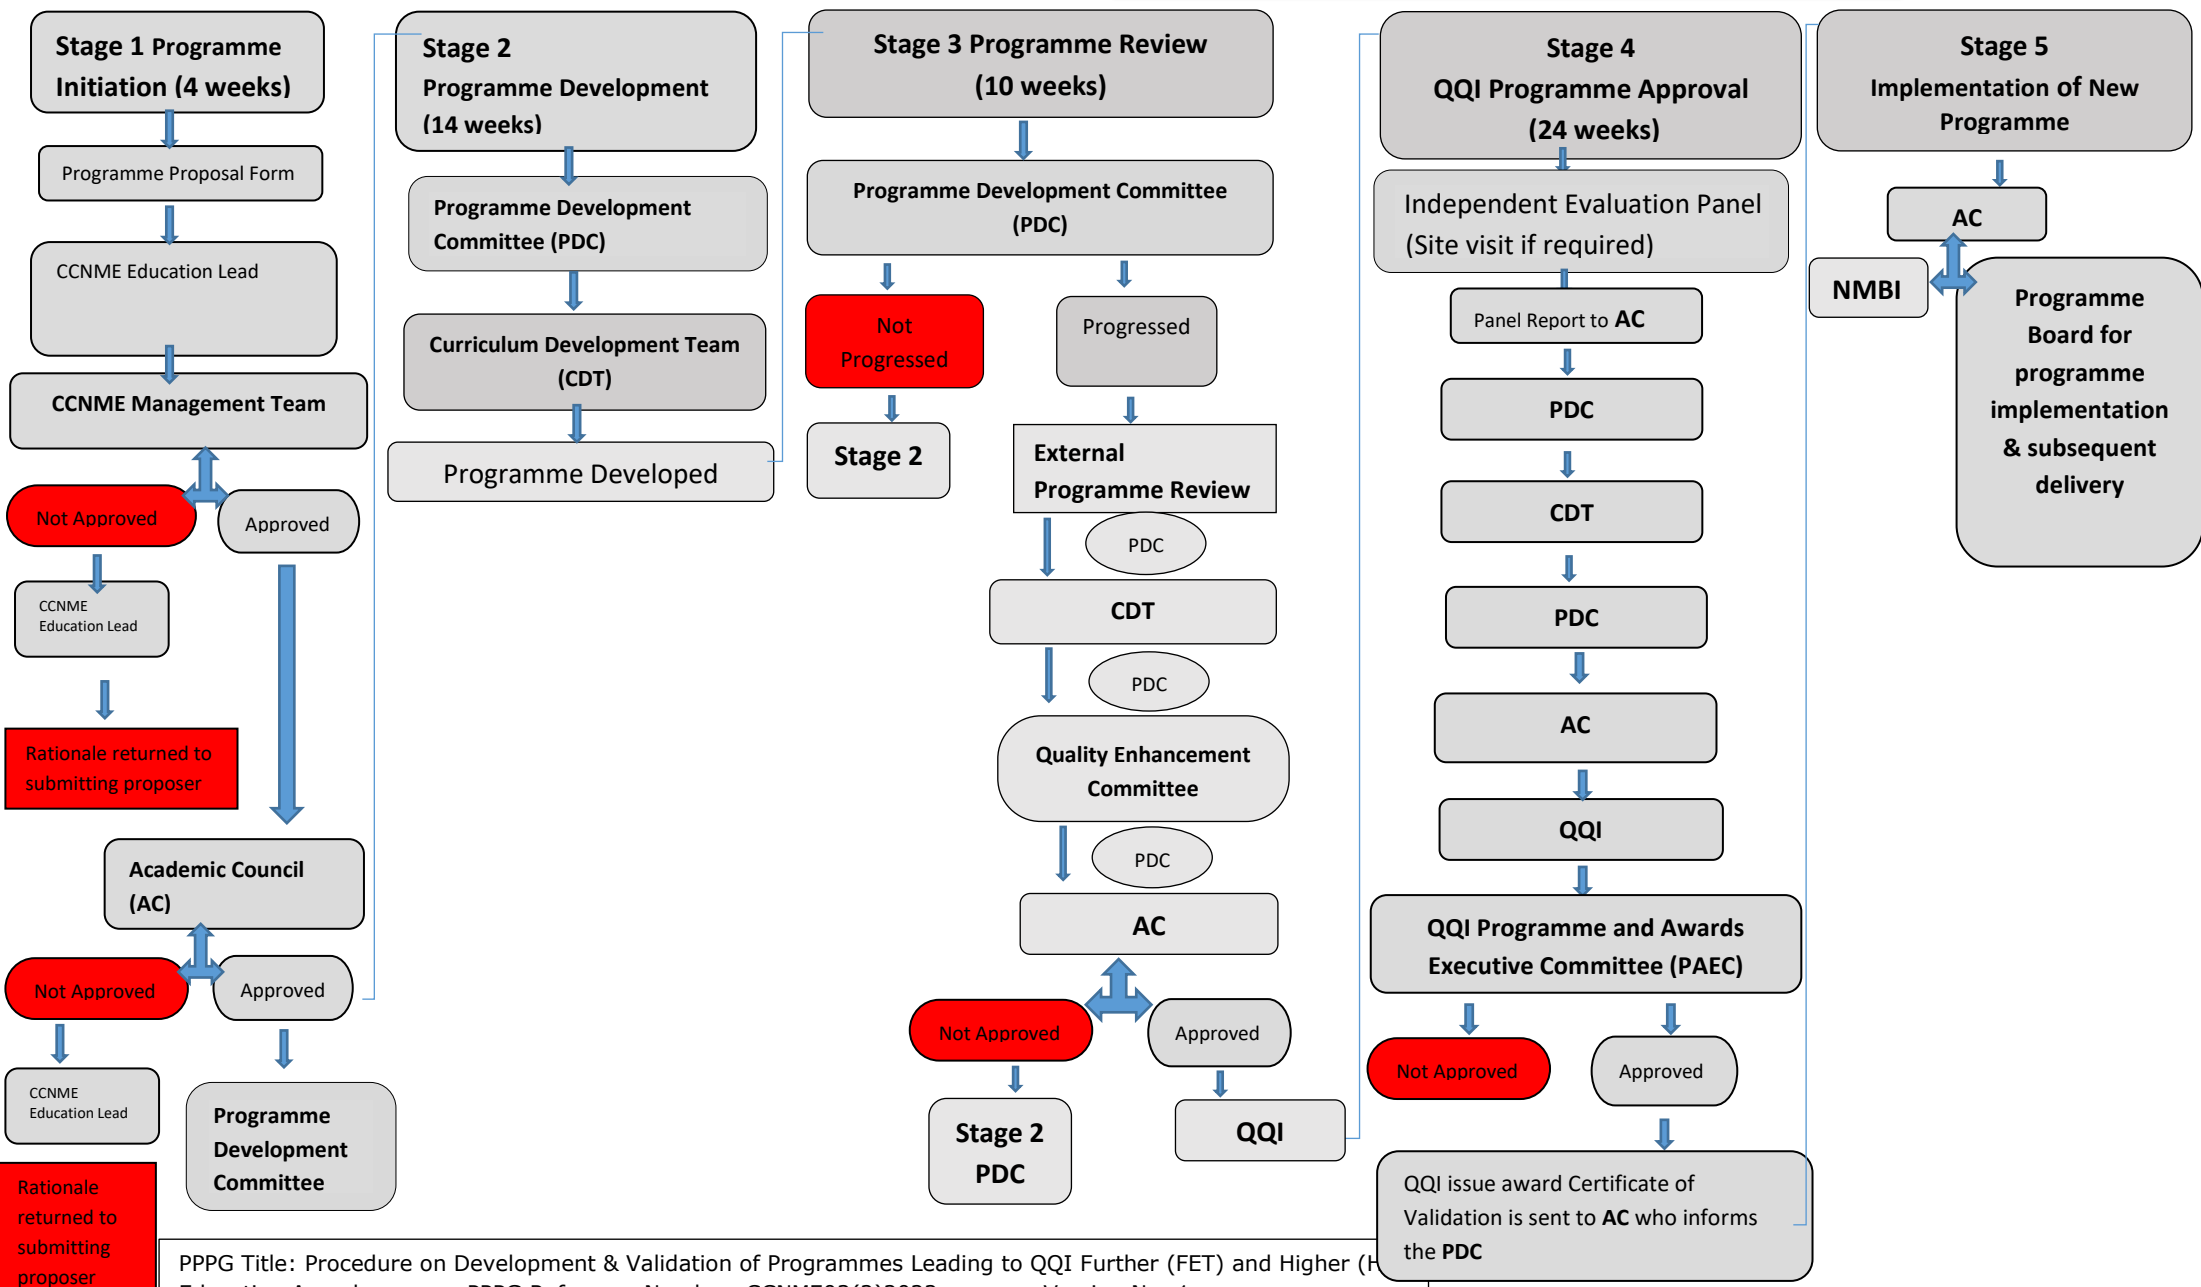 Stage 1 Programme
Initiation (4 weeks)
Programme Proposal Form
CCNME Education Lead
CCNME Management Team
Not Approved
Approved
CCNME
Education Lead
Rationale returned to
submitting proposer
Academic Council
(AC)
Not Approved
Approved
CCNME
Education Lead
Programme
Development
Committee
Rationale
returned to
submitting
proposer
Stage 2
Programme Development
(14 weeks)
Programme Development
Committee (PDC)
Curriculum Development Team
(CDT)
Programme Developed
Stage 3 Programme Review
(10 weeks)
Programme Development Committee
(PDC)
Not
Progressed
Progressed
Stage 2
External
Programme Review
PDC
CDT
PDC
Quality Enhancement
Committee
PDC
AC
Not Approved
Approved
Stage 2
PDC
QQI
Stage 4
QQI Programme Approval
(24 weeks)
Independent Evaluation Panel
(Site visit if required)
Panel Report to AC
PDC
CDT
PDC
AC
QQI
QQI Programme and Awards
Executive Committee (PAEC)
Not Approved
Approved
QQI issue award Certificate of
Validation is sent to AC who informs
the PDC
Stage 5
Implementation of New
Programme
AC
NMBI
Programme
Board for
programme
implementation
& subsequent
delivery
PPPG Title: Procedure on Development & Validation of Programmes Leading to QQI Further (FET) and Higher (H